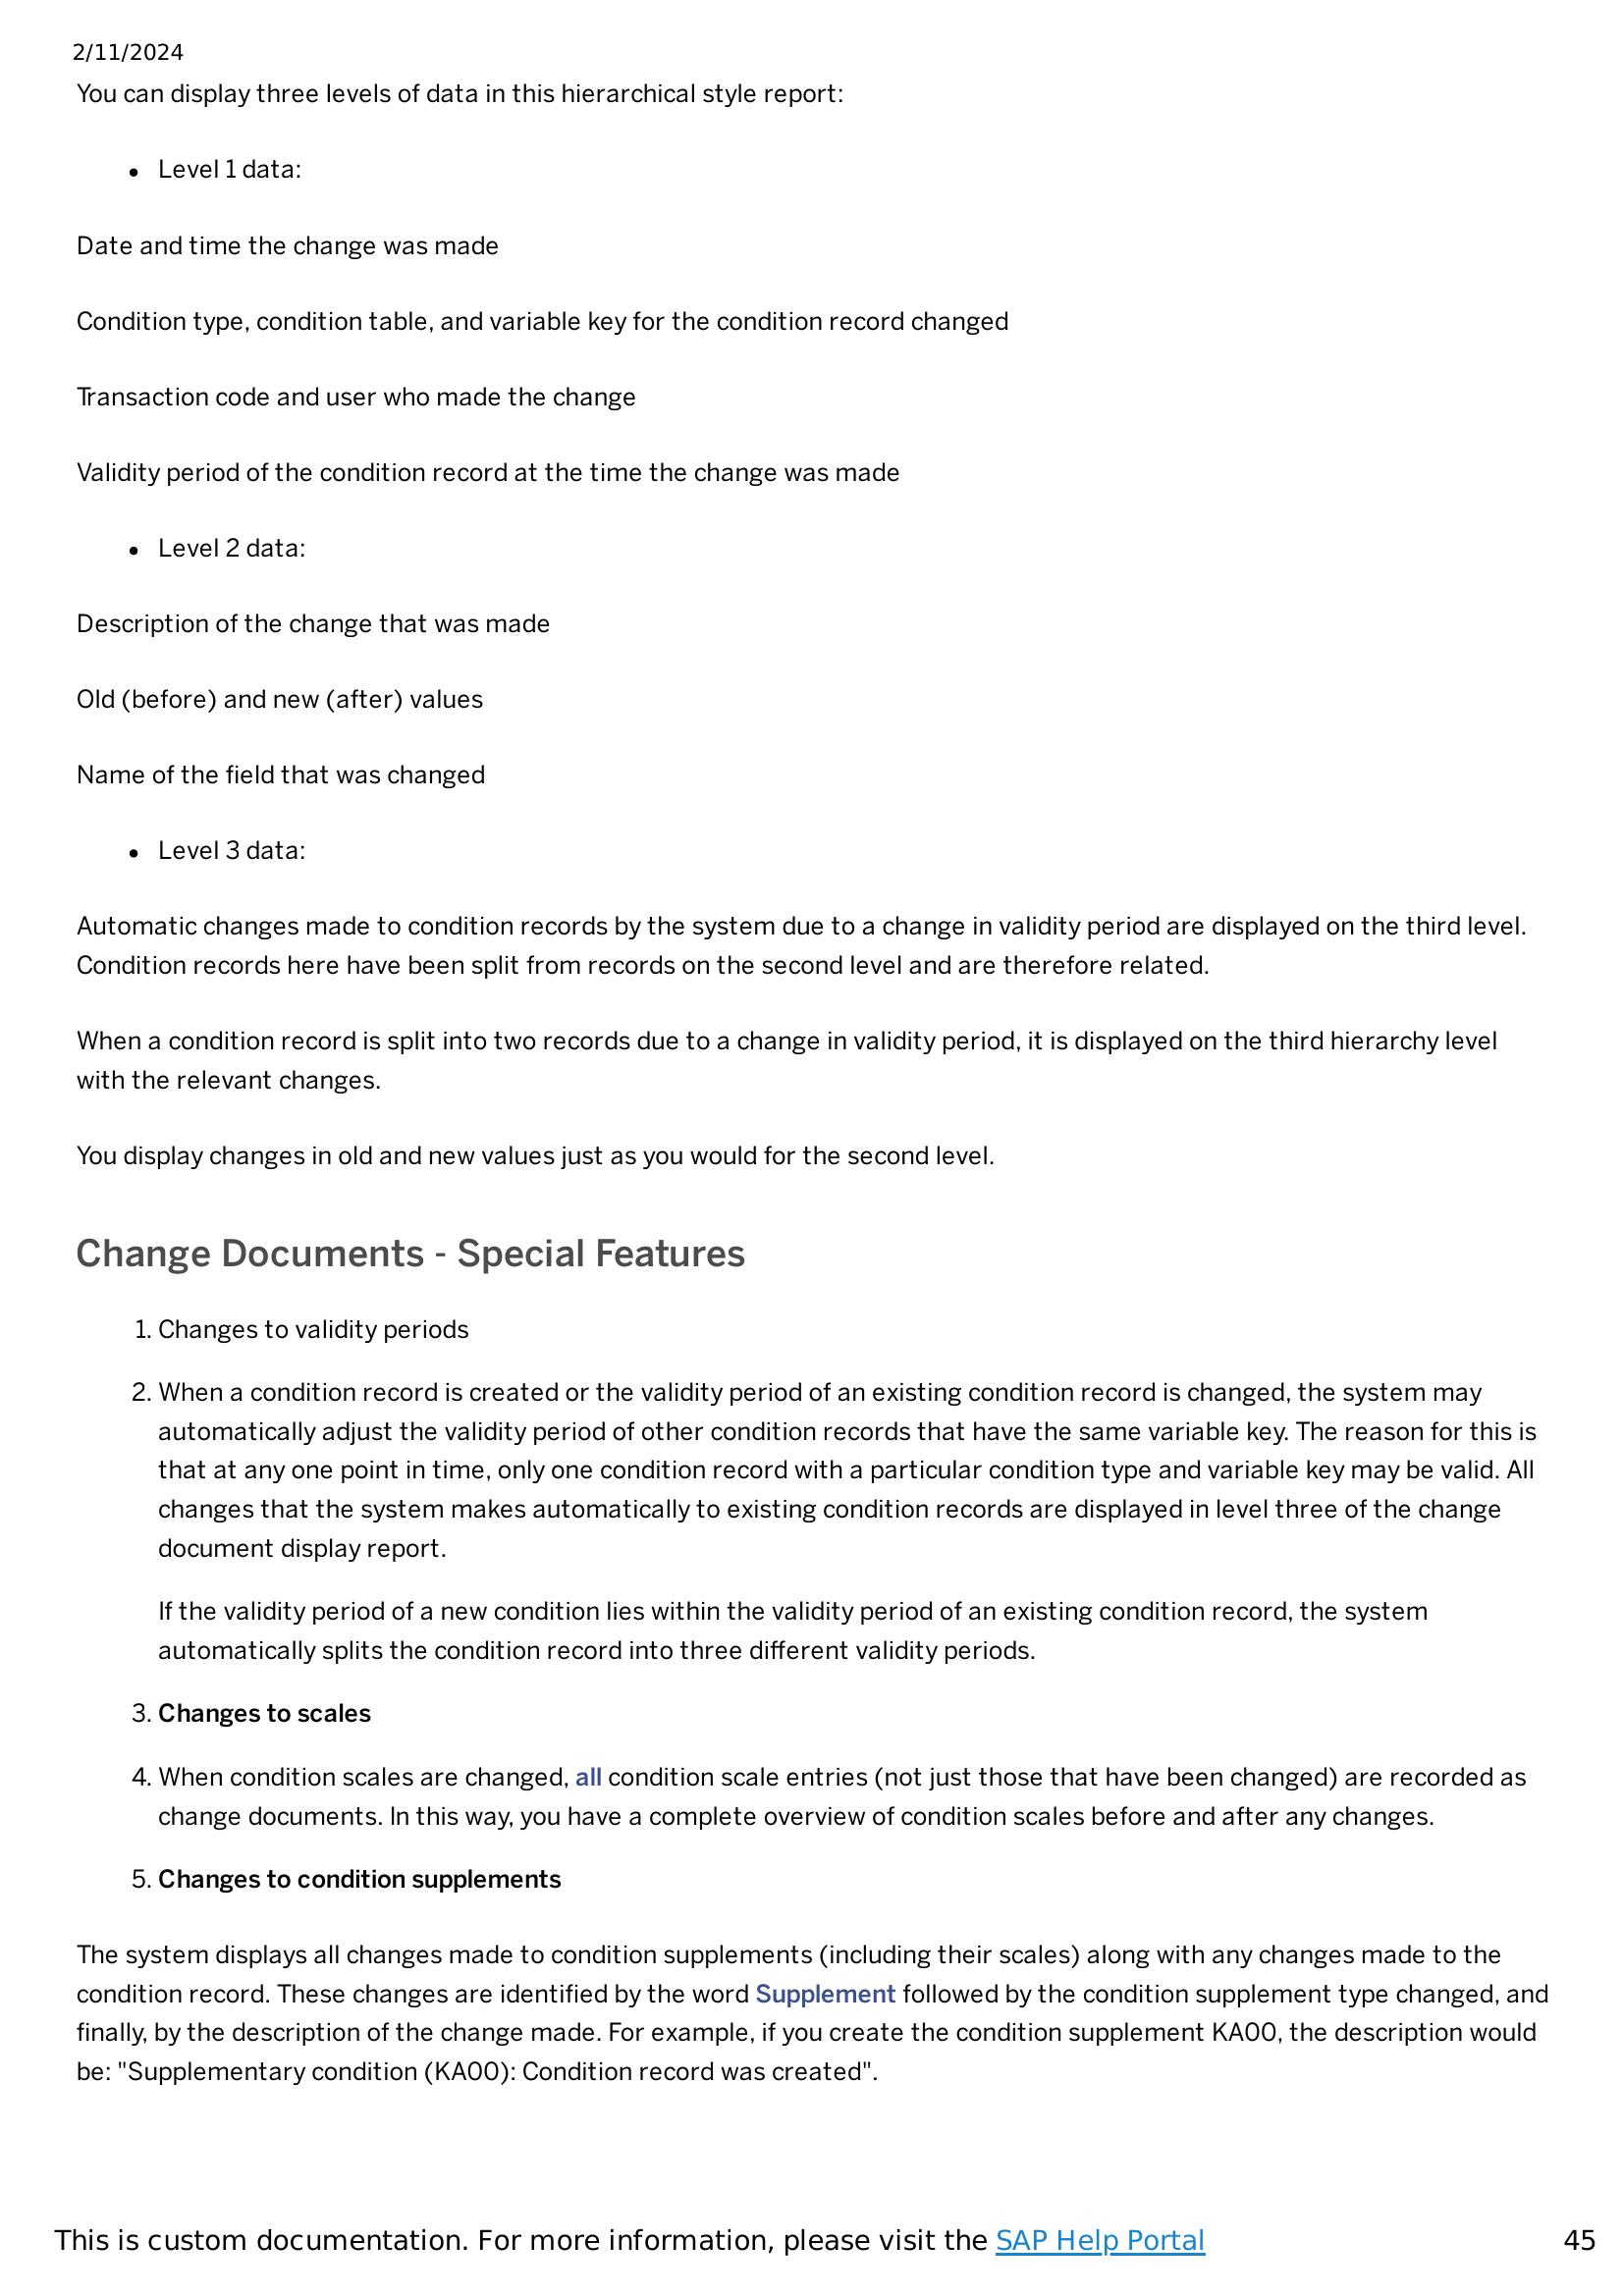 2/11/2024
You can display three levels of data in this hierarchical style report:
• Level 1 data:
Date and time the change was made
Condition type, condition table, and variable key for the condition record changed
Transaction code and user who made the change
Validity period of the condition record at the time the change was made
• Level 2 data:
Description of the change that was made
Old (before) and new (after) values
Name of the field that was changed
• Level 3 data:
Automatic changes made to condition records by the system due to a change in validity period are displayed on the third level.
Condition records here have been split from records on the second level and are therefore related.
When a condition record is split into two records due to a change in validity period, it is displayed on the third hierarchy level
with the relevant changes.
You display changes in old and new values just as you would for the second level.
Change Documents - Special Features
1. Changes to validity periods
2. When a condition record is created or the validity period of an existing condition record is changed, the system may
automatically adjust the validity period of other condition records that have the same variable key. The reason for this is
that at any one point in time, only one condition record with a particular condition type and variable key may be valid. All
changes that the system makes automatically to existing condition records are displayed in level three of the change
document display report.
If the validity period of a new condition lies within the validity period of an existing condition record, the system
automatically splits the condition record into three different validity periods.
3. Changes to scales
4. When condition scales are changed, all condition scale entries (not just those that have been changed) are recorded as
change documents. In this way, you have a complete overview of condition scales before and after any changes.
5. Changes to condition supplements
The system displays all changes made to condition supplements (including their scales) along with any changes made to the
condition record. These changes are identified by the word Supplement followed by the condition supplement type changed, and
finally, by the description of the change made. For example, if you create the condition supplement KA00, the description would
be: "Supplementary condition (KA00): Condition record was created".
This is custom documentation. For more information, please visit the SAP Help Portal 45